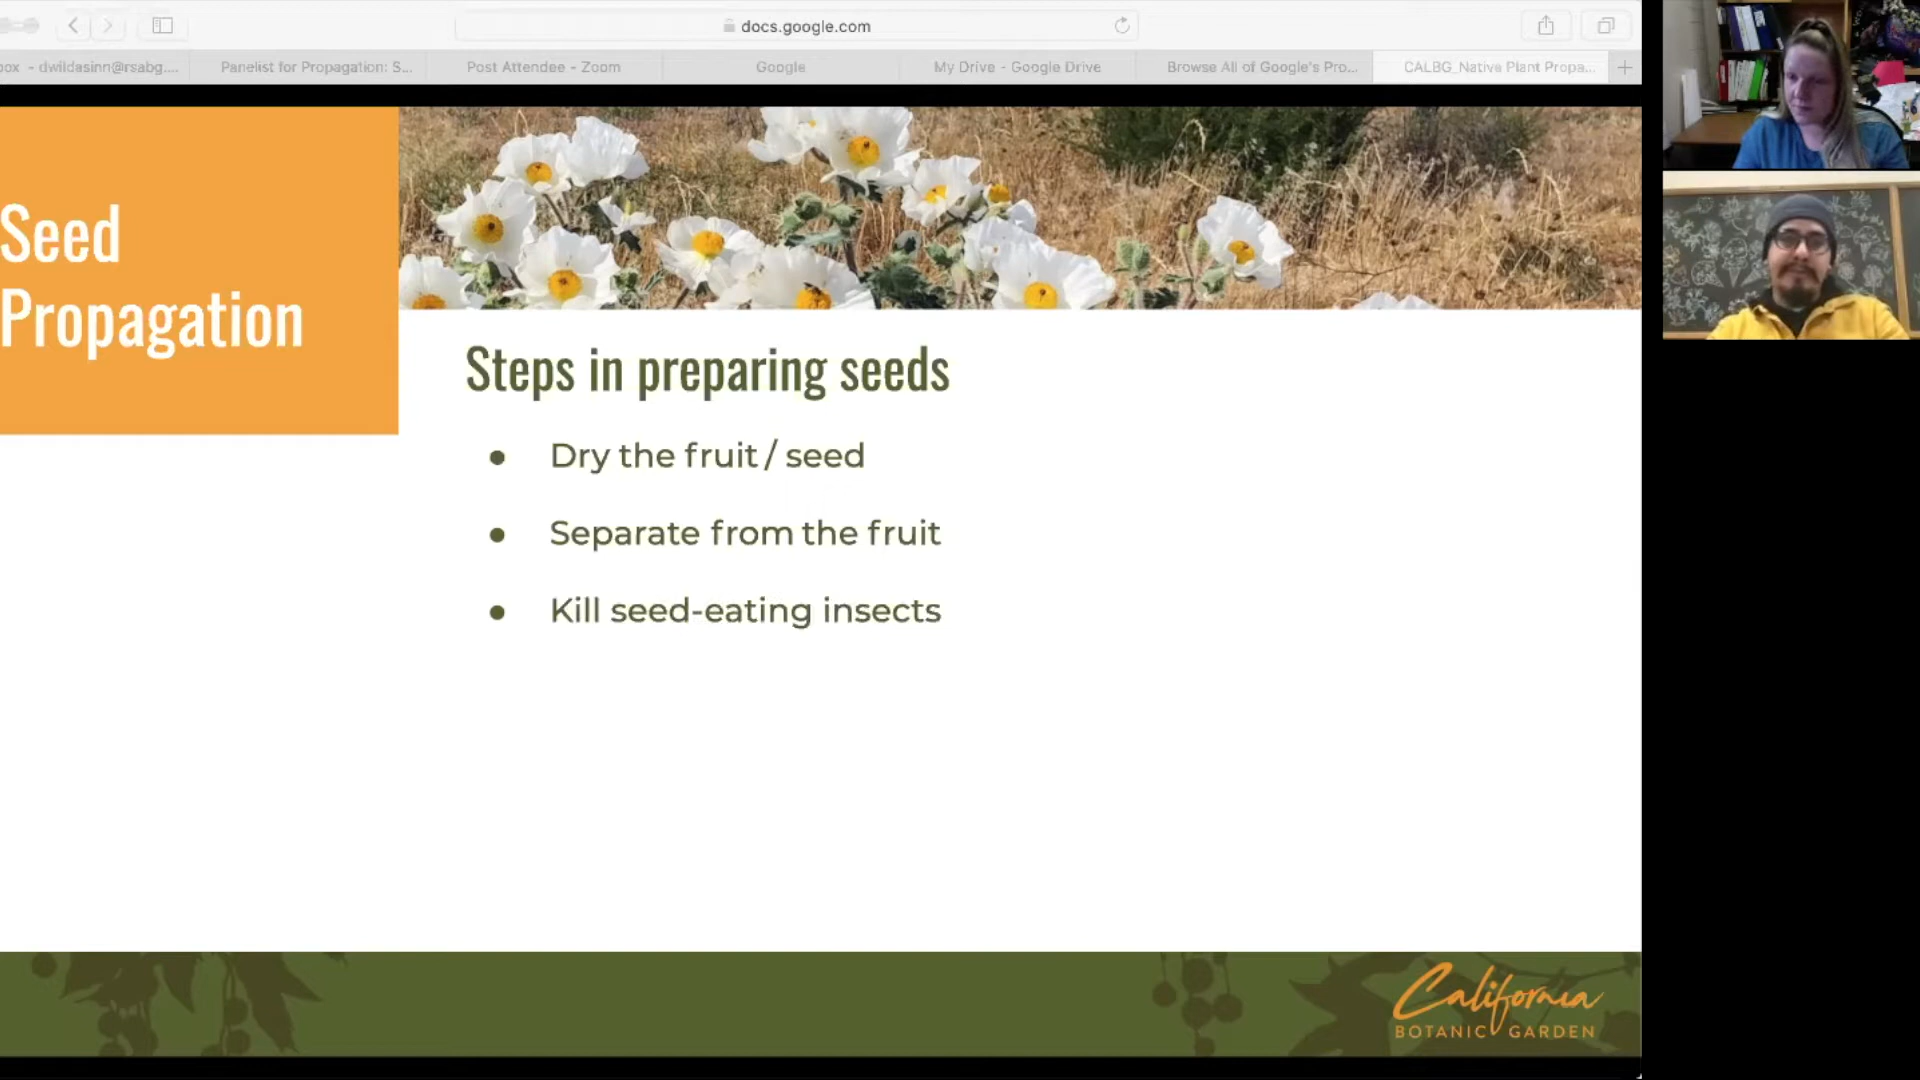 docs.google.com
box - dwildasinn@rsabg....
Panelist for Propagation: S...
Post Attendee - Zoom
Google
My Drive - Google Drive
Browse All of Google's Pro...
CALBG_Native Plant Propa...
Seed
Propagation
Steps in preparing seeds
● Dry the fruit / seed
● Separate from the fruit
● Kill seed-eating insects
California
BOTANIC GARDEN